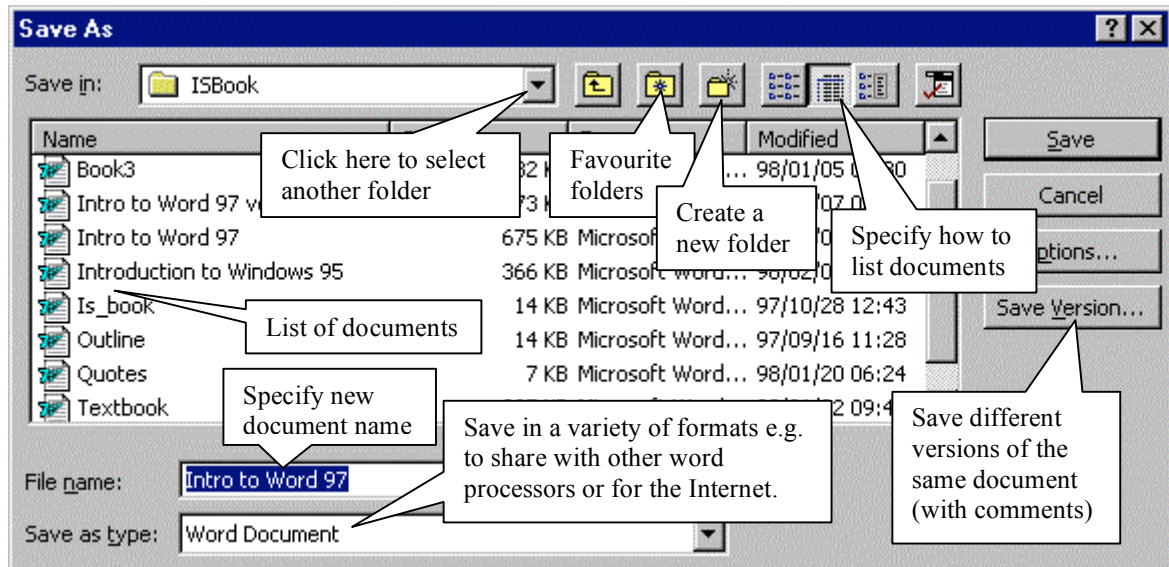 Save As
Save in: ISBook
Name Modified
Click here to select
another folder
Favourite
folders
Create a
new folder
Specify how to
list documents
Book3 98/01/05
Intro to Word 97
Intro to Word 97 675 KB
Introduction to Windows 95 366 KB
Is_book 14 KB Microsoft Word... 97/10/28 12:43
Outline 14 KB Microsoft Word... 97/09/16 11:28
Quotes 7 KB Microsoft Word... 98/01/20 06:24
Textbook
List of documents
Save
Cancel
Save Version...
Specify new
document name
Save in a variety of formats e.g.
to share with other word
processors or for the Internet.
Save different
versions of the
same document
(with comments)
File name: Intro to Word 97
Save as type: Word Document